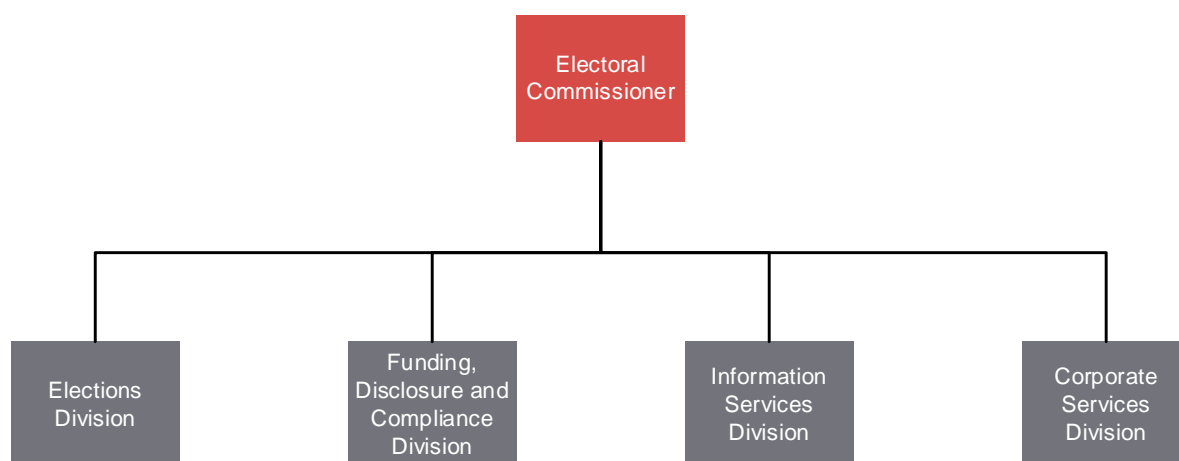 Electoral
Commissioner
Elections
Division
Funding,
Disclosure and
Compliance
Division
Information
Services
Division
Corporate
Services
Division